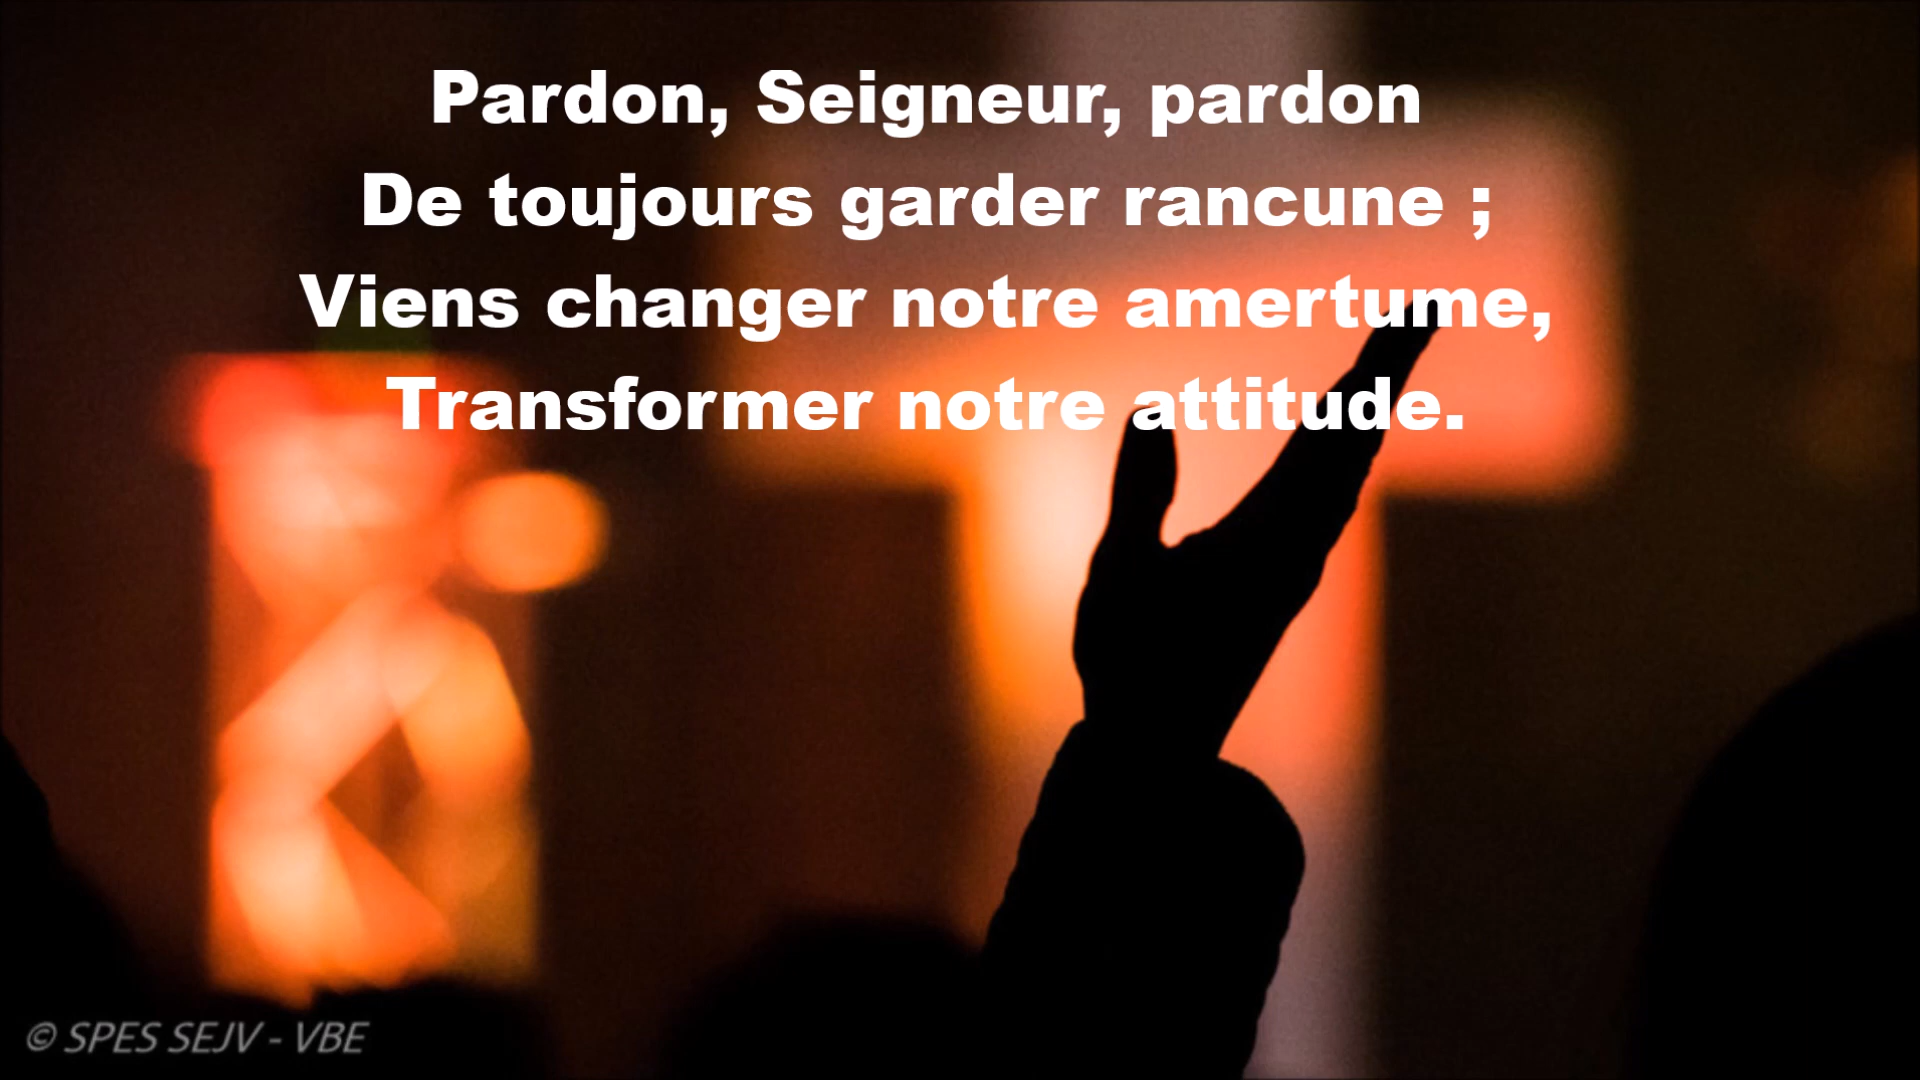 Pardon, Seigneur, pardon
De toujours garder rancune ;
Viens changer notre amertume,
Transformer notre attitude.
© SPES SEJV - VBE